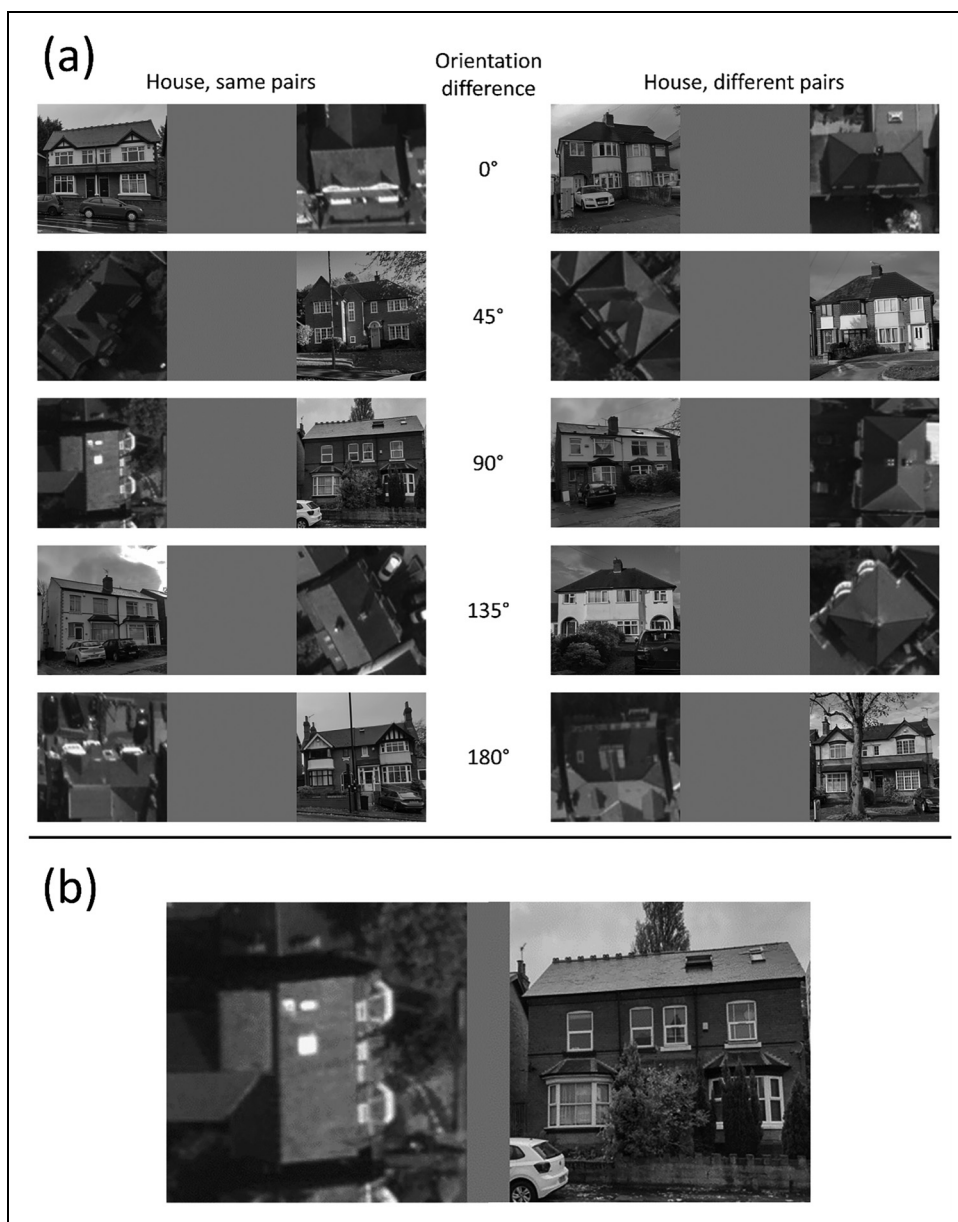 (a)
House, same pairs
Orientation
difference
House, different pairs
0°
45°
90°
135°
180°
(b)